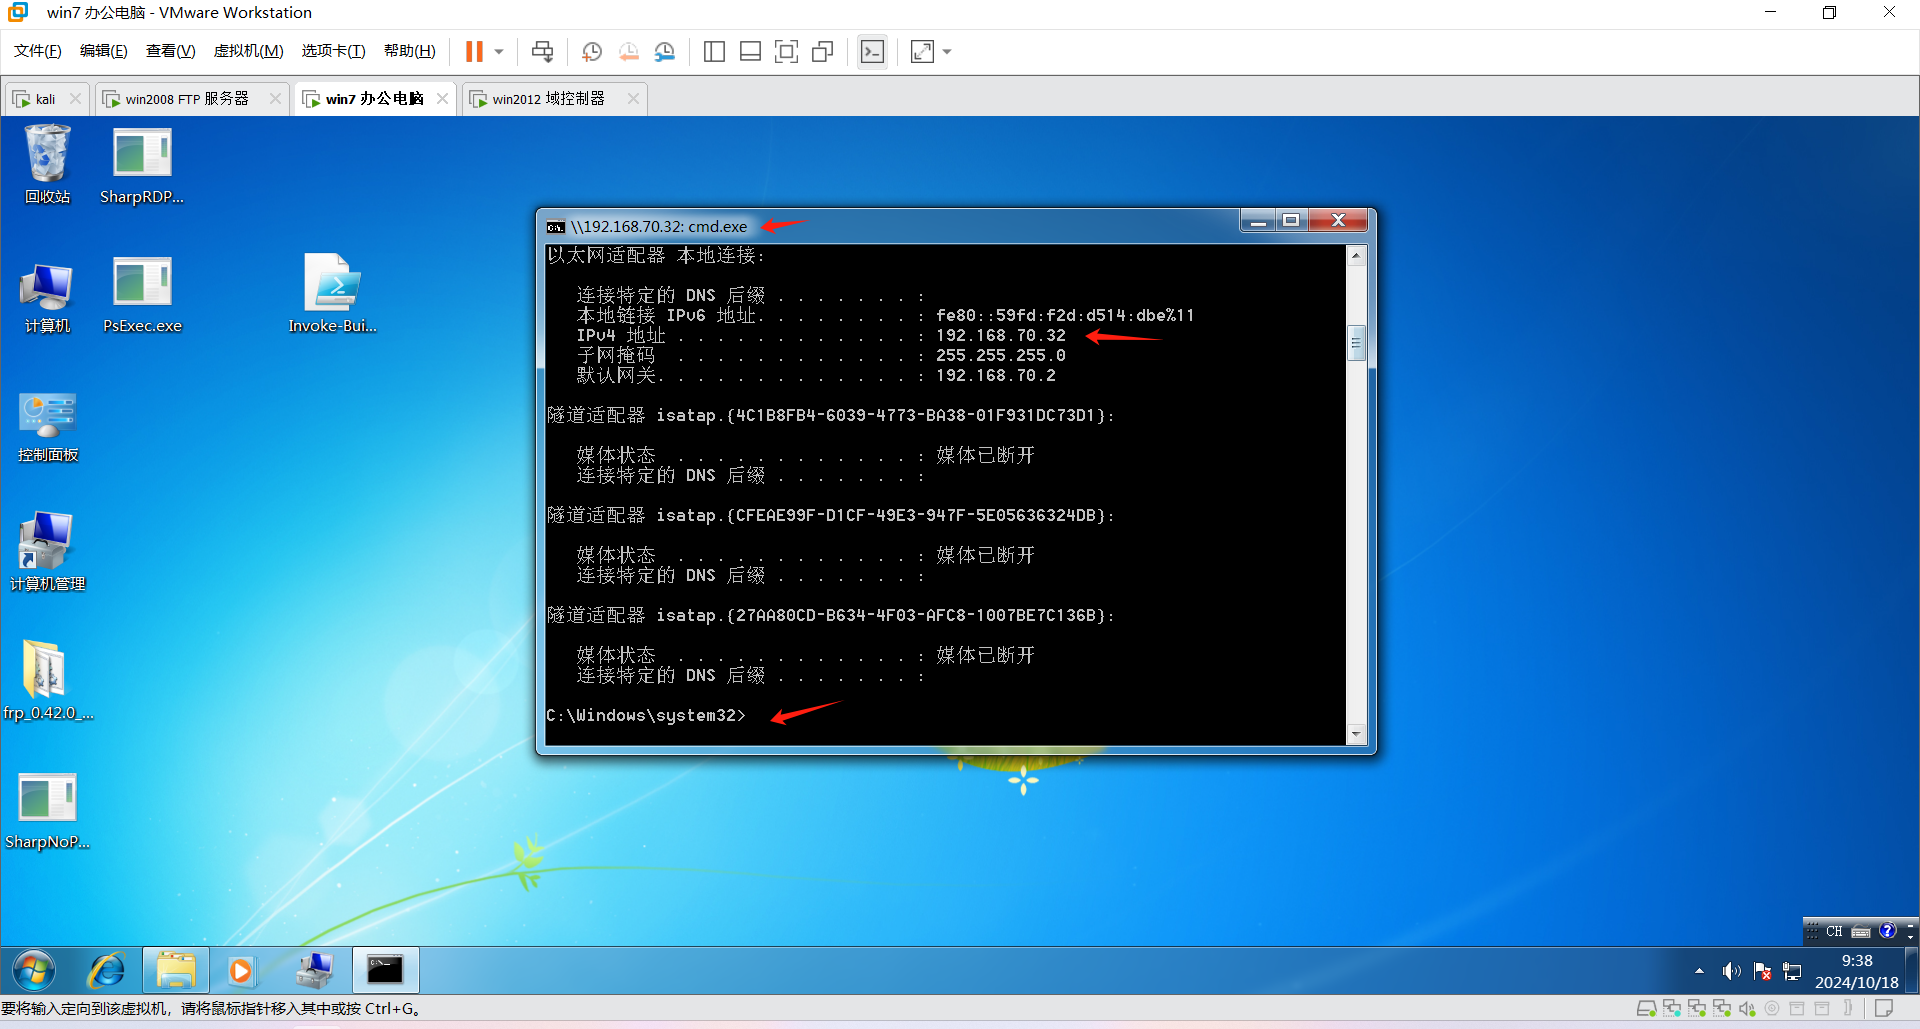 win7 办公电脑 - VMware Workstation
文件(F) 编辑(E) 查看(V) 虚拟机(M) 选项卡(T) 帮助(H)
kali win2008 FTP 服务器 win7 办公电脑 win2012 域控制器
回收站 SharpRDP...
计算机 PsExec.exe Invoke-Bui...
控制面板
计算机管理
frp_0.42.0_...
SharpNoP...
\\192.168.70.32: cmd.exe
以太网适配器 本地连接:
连接特定的 DNS 后缀 . . . . . . . :
本地链接 IPv6 地址. . . . . . . . : fe80::59fd:f2d:d514:dbe%11
IPv4 地址 . . . . . . . . . . . . : 192.168.70.32
子网掩码 . . . . . . . . . . . . : 255.255.255.0
默认网关. . . . . . . . . . . . . : 192.168.70.2
隧道适配器 isatap.{4C1B8FB4-6039-4773-BA38-01F931DC73D1}:
媒体状态 . . . . . . . . . . . . : 媒体已断开
连接特定的 DNS 后缀 . . . . . . . :
隧道适配器 isatap.{CFEAE99F-D1CF-49E3-947F-5E05636324DB}:
媒体状态 . . . . . . . . . . . . : 媒体已断开
连接特定的 DNS 后缀 . . . . . . . :
隧道适配器 isatap.{27AA80CD-B634-4F03-AFC8-1007BE7C136B}:
媒体状态 . . . . . . . . . . . . : 媒体已断开
连接特定的 DNS 后缀 . . . . . . . :
C:\Windows\system32>
CH
9:38
2024/10/18
要将输入定向到该虚拟机，请将鼠标指针移入其中或按 Ctrl+G。